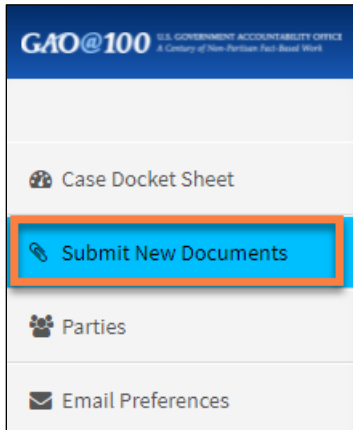 GAO@100 U.S. GOVERNMENT ACCOUNTABILITY OFFICE
A Century of Non-Partisan Fact-Based Work
Case Docket Sheet
Submit New Documents
Parties
Email Preferences